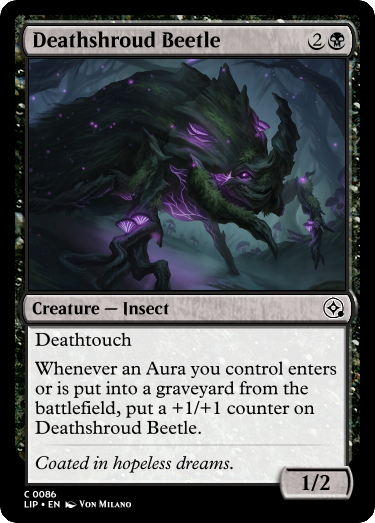 Deathshroud Beetle 2
Creature — Insect
Deathtouch
Whenever an Aura you control enters
or is put into a graveyard from the
battlefield, put a +1/+1 counter on
Deathshroud Beetle.
Coated in hopeless dreams.
1/2
C 0086
LIP • EN Von Milano